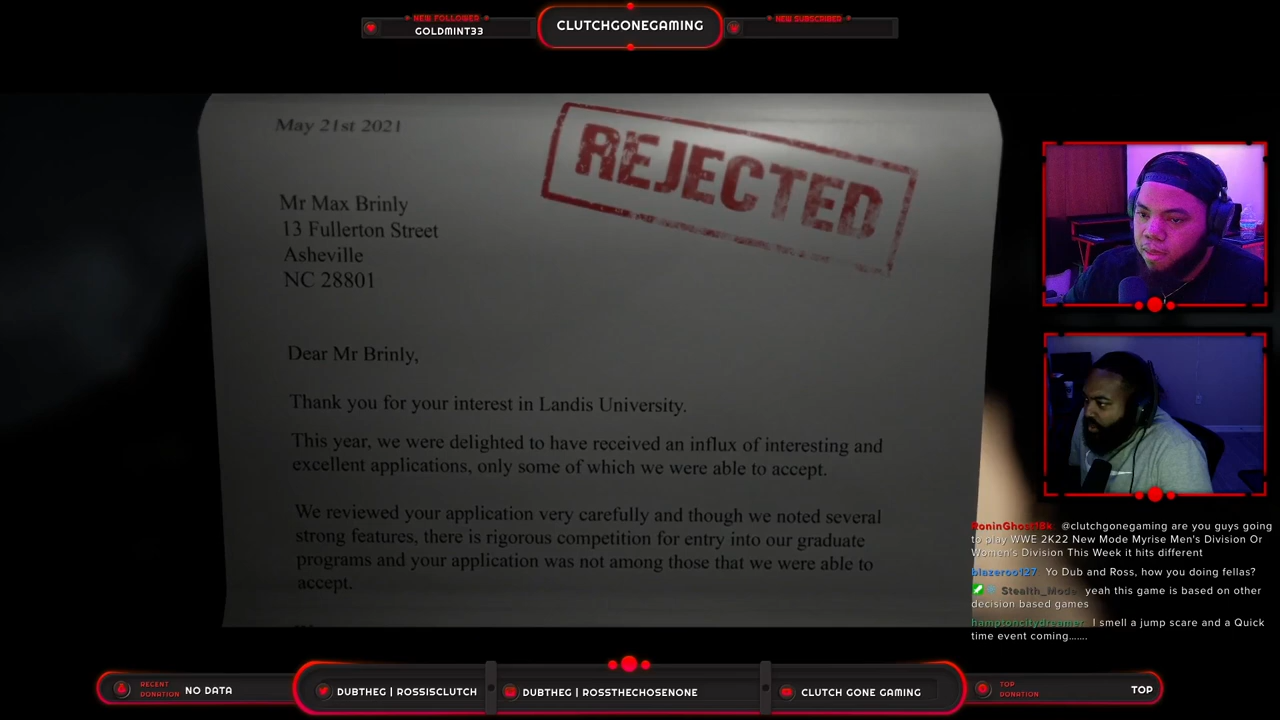 NEW FOLLOWER
GOLDMINT33
CLUTCHGONEGAMING
NEW SUBSCRIBER
May 21st 2021
REJECTED
Mr Max Brinly
13 Fullerton Street
Asheville
NC 28801
Dear Mr Brinly,
Thank you for your interest in Landis University.
This year, we were delighted to have received an influx of interesting and
excellent applications, only some of which we were able to accept.
We reviewed your application very carefully and though we noted several
strong features, there is rigorous competition for entry into our graduate
programs and your application was not among those that we were able to
accept.
RoninGhost18k: @clutchgonegaming are you guys going
to play WWE 2K22 New Mode Myrise Men's Division Or
Women's Division This Week it hits different
blazeroo127 Yo Dub and Ross, how you doing fellas?
Stealth_Mode yeah this game is based on other
decision based games
hamptoncitydreamer: I smell a jump scare and a Quick
time event coming......
RECENT
DONATION
NO DATA
DUBTHEG | ROSSISCLUTCH
DUBTHEG | ROSSTHECHOSENONE
CLUTCH GONE GAMING
TOP
DONATION
TOP